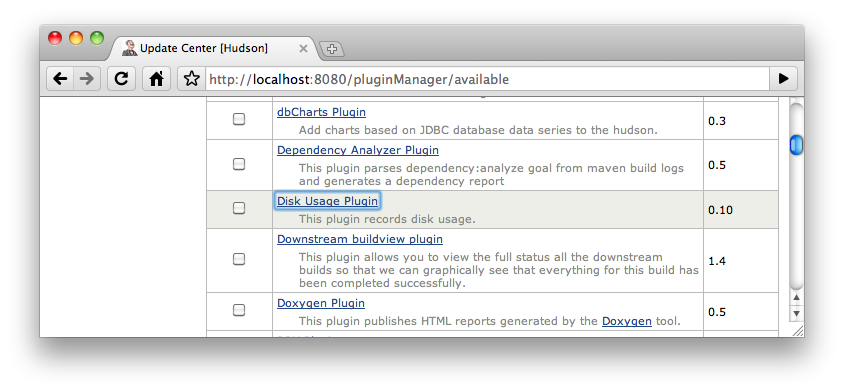 Update Center [Hudson]
http://localhost:8080/pluginManager/available
dbCharts Plugin
Add charts based on JDBC database data series to the hudson.
0.3
Dependency Analyzer Plugin
This plugin parses dependency:analyze goal from maven build logs
and generates a dependency report
0.5
Disk Usage Plugin
This plugin records disk usage.
0.10
Downstream buildview plugin
This plugin allows you to view the full status all the downstream
builds so that we can graphically see that everything for this build has
been completed successfully.
1.4
Doxygen Plugin
This plugin publishes HTML reports generated by the Doxygen tool.
0.5